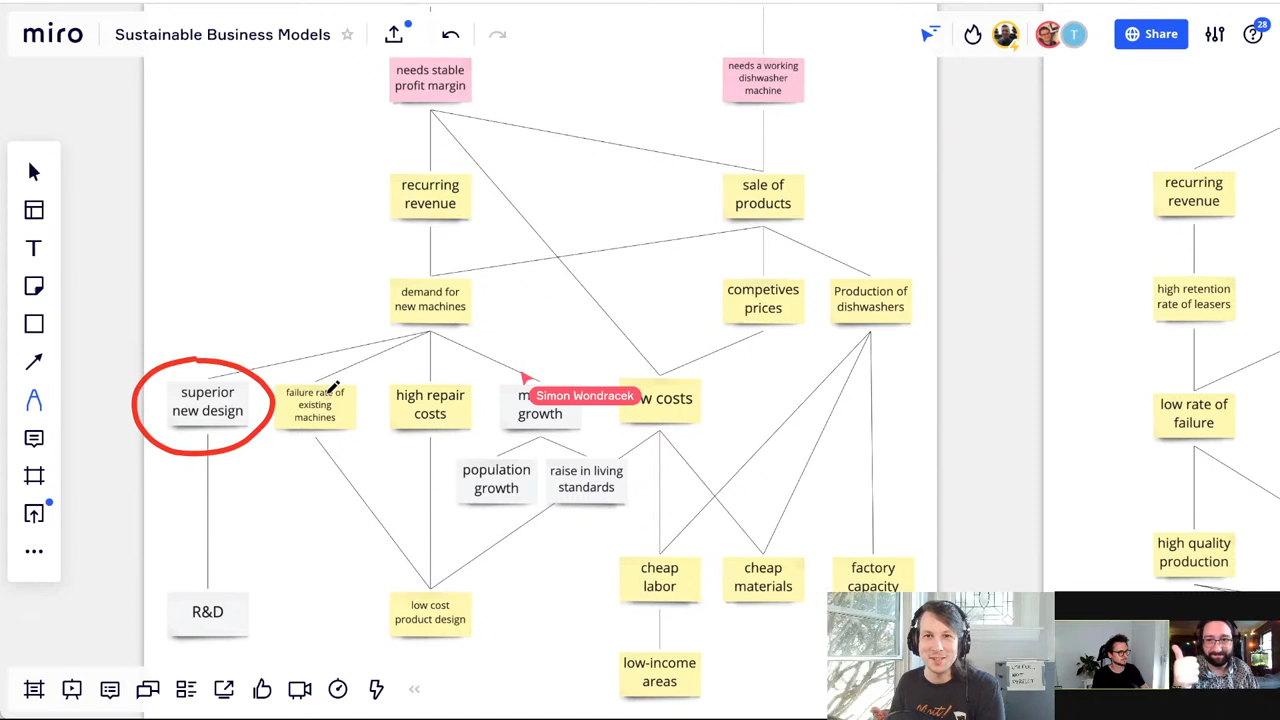 miro
Sustainable Business Models
T
Share
28
needs stable
profit margin
needs a working
dishwasher
machine
recurring
revenue
sale of
products
recurring
revenue
demand for
new machines
competives
prices
Production of
dishwashers
high retention
rate of leasers
superior
new design
failure rate of
existing
machines
high repair
costs
growth
Simon Wondracek
costs
low rate of
failure
population
growth
raise in living
standards
cheap
labor
cheap
materials
factory
capacity
high quality
production
R&D
low cost
product design
low-income
areas